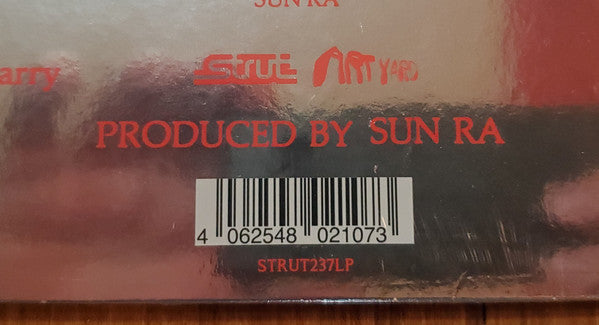 SUN RA
arry
STRUT ART YARD
PRODUCED BY SUN RA
4 062548 021073
STRUT237LP